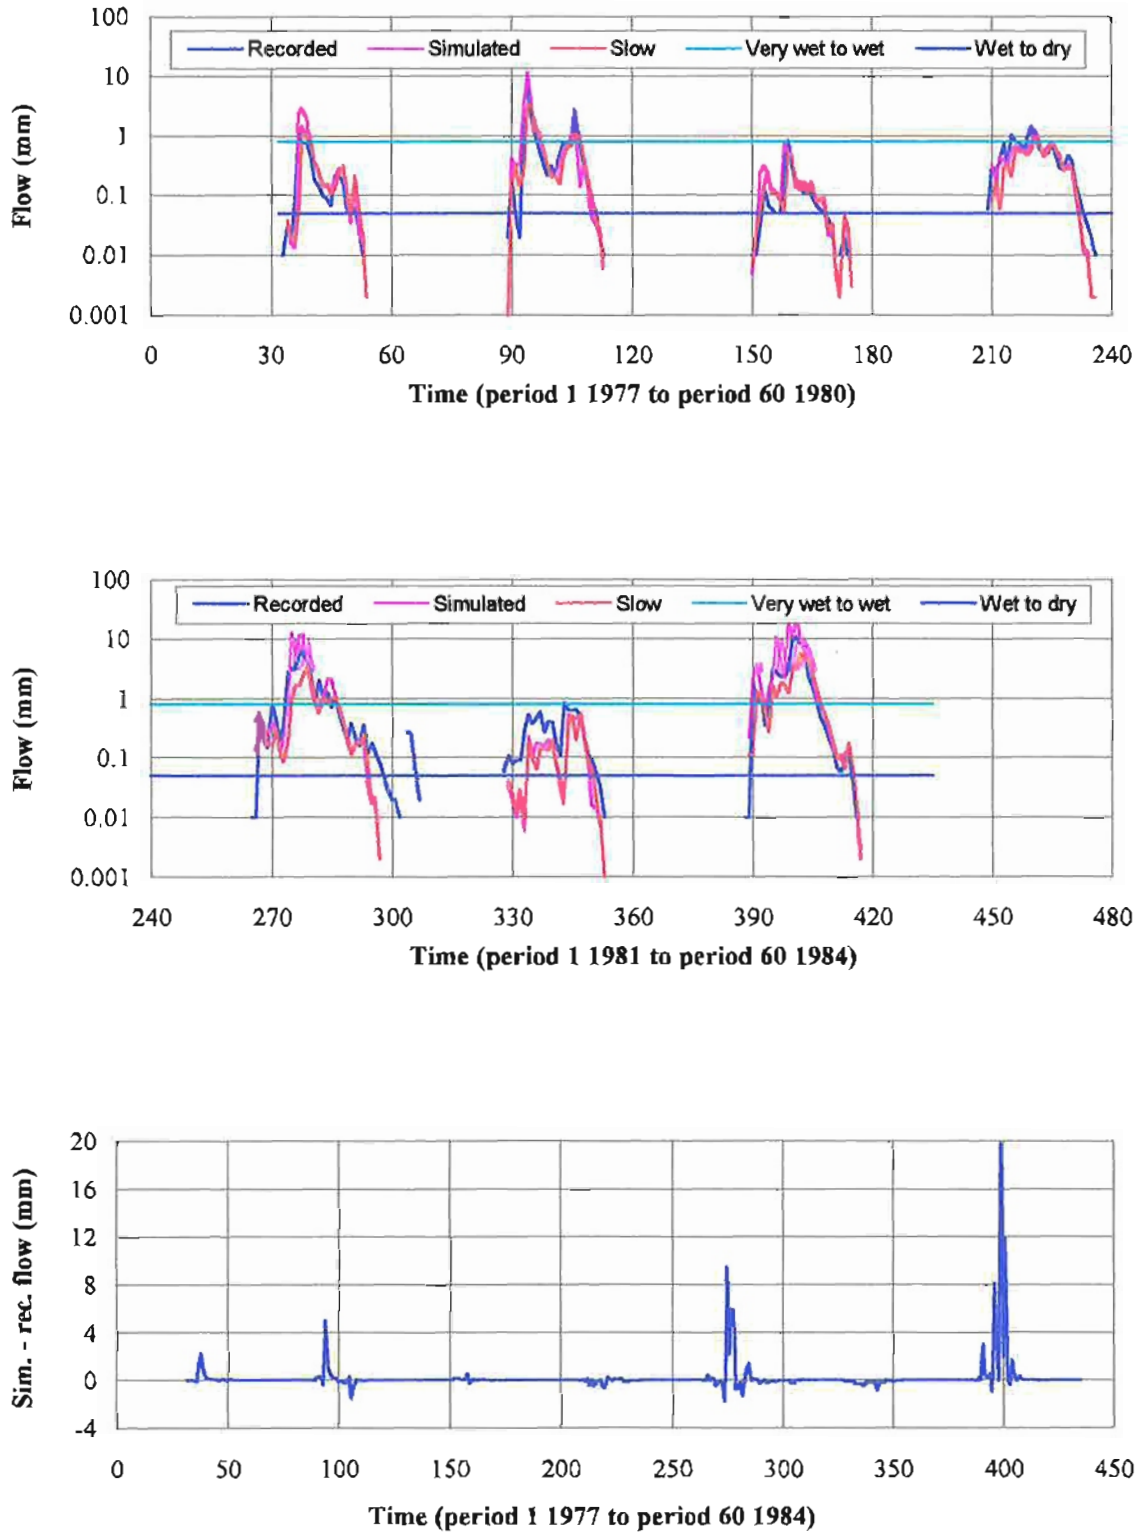 100
Recorded Simulated Slow Very wet to wet Wet to dry
10
1
0.1
0.01
0.001
Flow (mm)
0 30 60 90 120 150 180 210 240
Time (period 1 1977 to period 60 1980)
100
Recorded Simulated Slow Very wet to wet Wet to dry
10
1
0.1
0.01
0.001
Flow (mm)
240 270 300 330 360 390 420 450 480
Time (period 1 1981 to period 60 1984)
20
16
12
8
4
0
-4
Sim. - rec. flow (mm)
0 50 100 150 200 250 300 350 400 450
Time (period 1 1977 to period 60 1984)